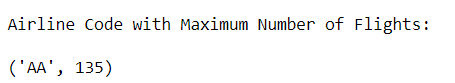 Airline Code with Maximum Number of Flights:
('AA', 135)